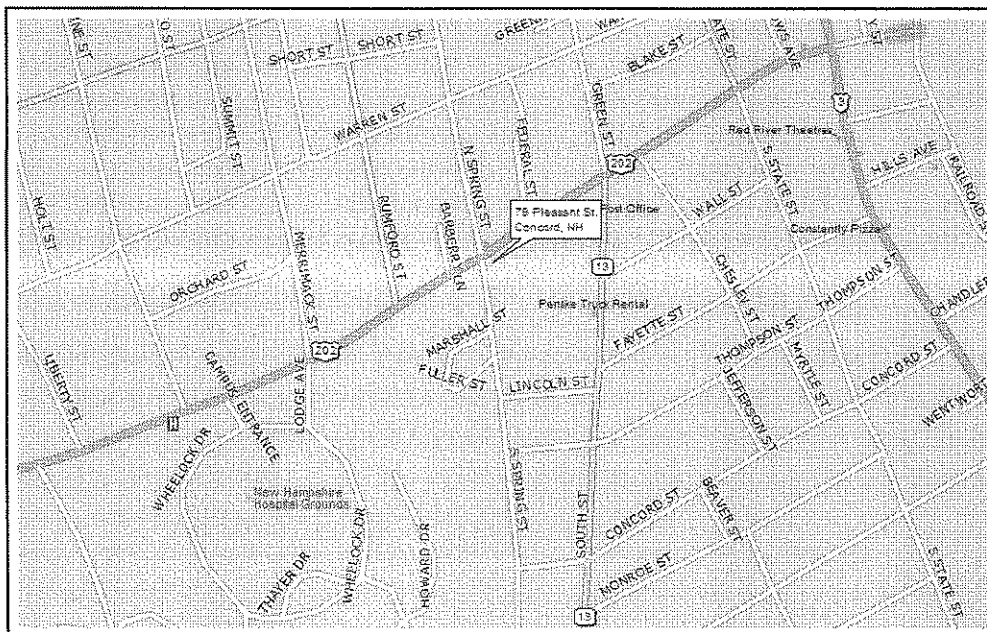 SHORT ST
SHORT ST
BLAKE ST
3
SUMMIT ST
WARREN ST
N SPRING ST
FEDERAL ST
GREEN ST
202
Red River Theatres
HILLS AVE
S STATE ST
HOLT ST
RUMFORD ST
WALL ST
Post Office
Constantly Pizza
ORCHARD ST
MERRIMACK ST
13
CHESLEY ST
THOMPSON ST
CHANDLER
Penske Truck Rental
MARSHALL ST
FAYETTE ST
THOMPSON ST
202
FULLER ST
LINCOLN ST
MYRTLE ST
CONCORD ST
LIBERTY ST
CAMPUS ENTRANCE
LODGE AVE
JEFFERSON ST
WENTWORT
H
WHEELOCK DR
New Hampshire
Hospital Grounds
S SPRING ST
SOUTH ST
CONCORD ST
BEAVER ST
WHEELOCK DR
HOWARD DR
THAYER DR
MONROE ST
S STATE ST
13
Concord, NH